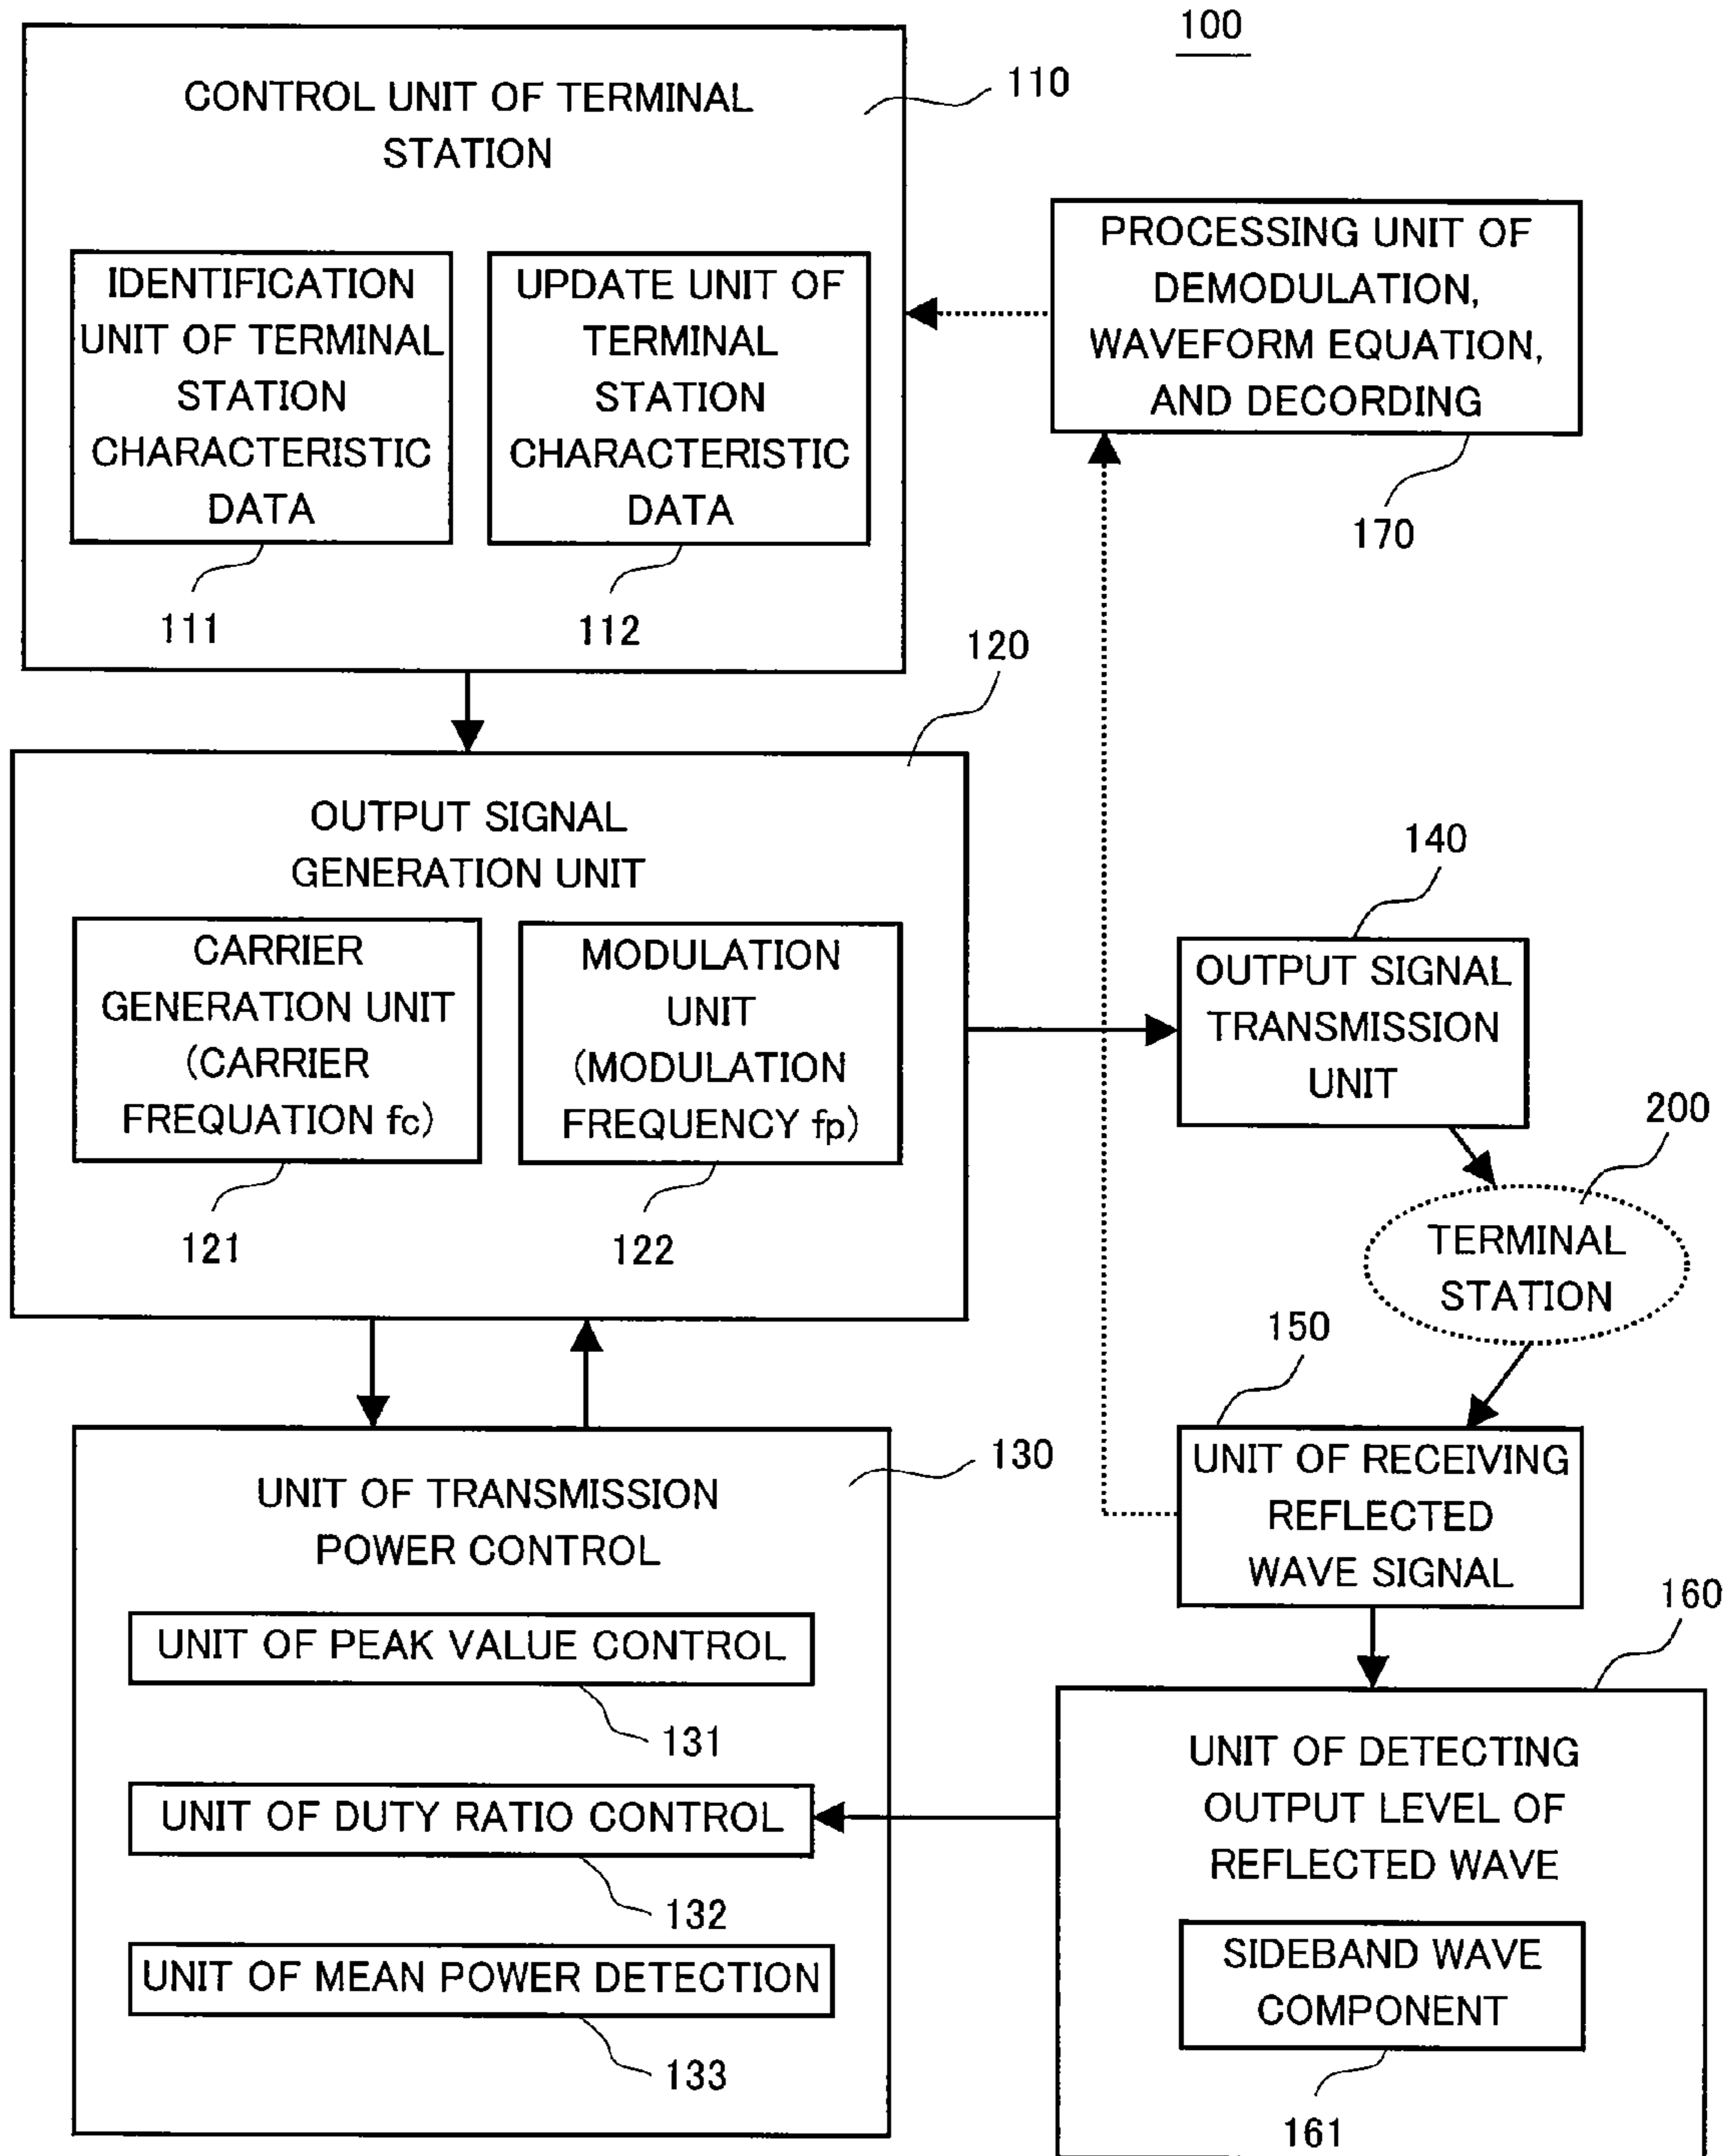 100
CONTROL UNIT OF TERMINAL
STATION
110
IDENTIFICATION
UNIT OF TERMINAL
STATION
CHARACTERISTIC
DATA
111
UPDATE UNIT OF
TERMINAL
STATION
CHARACTERISTIC
DATA
112
PROCESSING UNIT OF
DEMODULATION,
WAVEFORM EQUATION,
AND DECORDING
170
120
OUTPUT SIGNAL
GENERATION UNIT
CARRIER
GENERATION UNIT
(CARRIER
FREQUATION fc)
121
MODULATION
UNIT
(MODULATION
FREQUENCY fp)
122
140
OUTPUT SIGNAL
TRANSMISSION
UNIT
200
TERMINAL
STATION
150
UNIT OF RECEIVING
REFLECTED
WAVE SIGNAL
130
UNIT OF TRANSMISSION
POWER CONTROL
UNIT OF PEAK VALUE CONTROL
131
UNIT OF DUTY RATIO CONTROL
132
UNIT OF MEAN POWER DETECTION
133
160
UNIT OF DETECTING
OUTPUT LEVEL OF
REFLECTED WAVE
SIDEBAND WAVE
COMPONENT
161